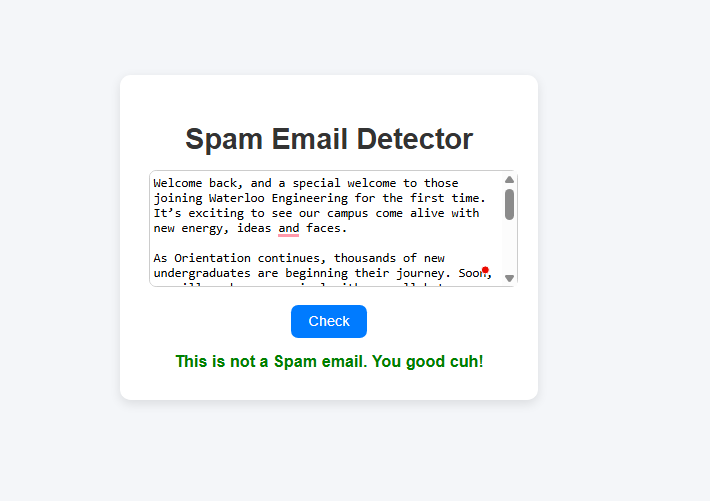 Spam Email Detector
Welcome back, and a special welcome to those
joining Waterloo Engineering for the first time.
It’s exciting to see our campus come alive with
new energy, ideas and faces.
As Orientation continues, thousands of new
undergraduates are beginning their journey. Soon,
Check
This is not a Spam email. You good cuh!